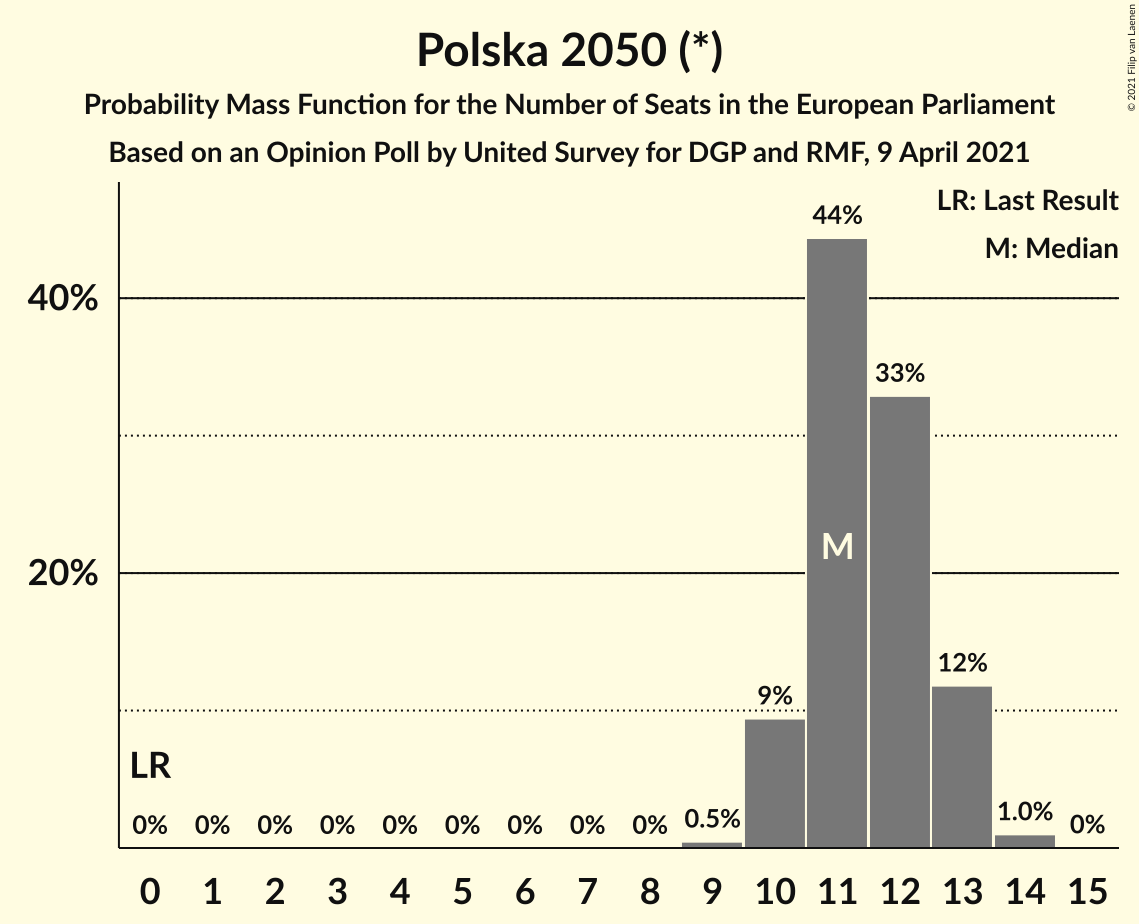 Polska 2050 (*)
Probability Mass Function for the Number of Seats in the European Parliament
Based on an Opinion Poll by United Survey for DGP and RMF, 9 April 2021
© 2021 Filip van Laenen
LR: Last Result
M: Median
40%
20%
44%
33%
12%
9%
M
LR
0% 0% 0% 0% 0% 0% 0% 0% 0% 0.5% 1.0% 0%
0 1 2 3 4 5 6 7 8 9 10 11 12 13 14 15